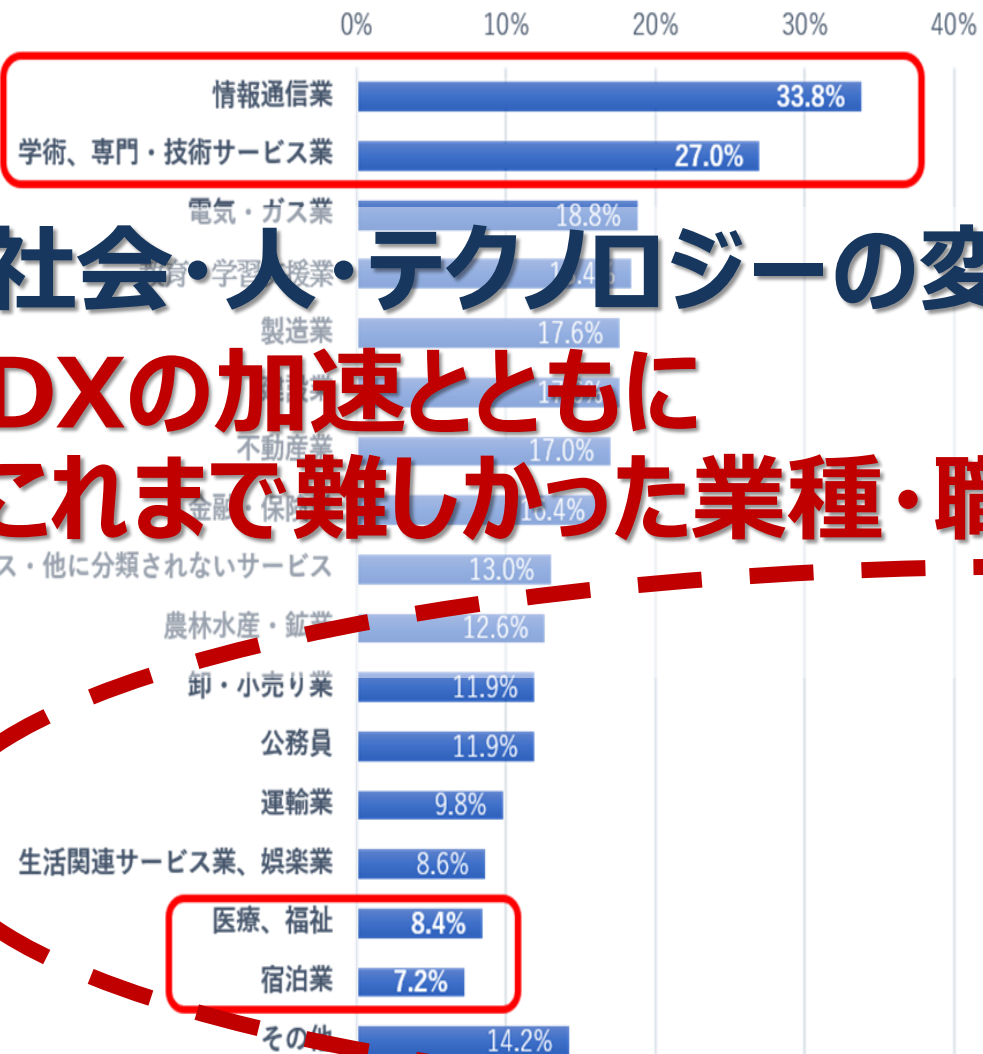 0% 10% 20% 30% 40%
情報通信業 33.8%
学術、専門・技術サービス業 27.0%
電気・ガス業 18.8%
社会・人・テクノロジーの変
製造業 17.6%
DXの加速とともに
不動産業 17.0%
これまで難しかった業種・職
ス・他に分類されないサービス 13.0%
農林水産・鉱業 12.6%
卸・小売り業 11.9%
公務員 11.9%
運輸業 9.8%
生活関連サービス業、娯楽業 8.6%
医療、福祉 8.4%
宿泊業 7.2%
その他 14.2%